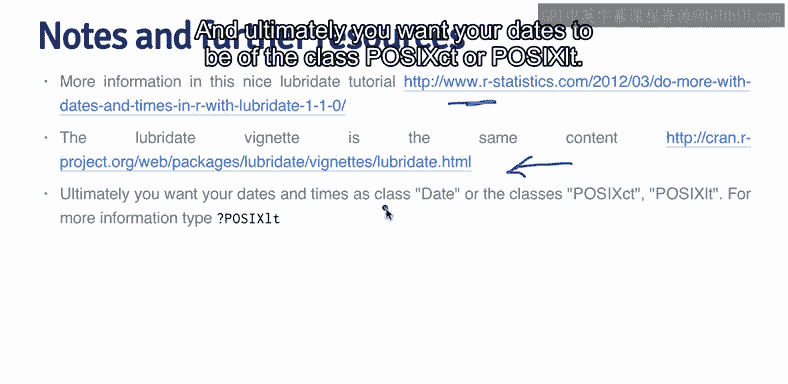 Notes and further resources
And ultimately you want your dates to
be of the class POSIXct or POSIXlt.
• More information in this nice lubridate tutorial http://www.r-statistics.com/2012/03/do-more-with-
dates-and-times-in-r-with-lubridate-1-1-0/
• The lubridate vignette is the same content http://cran.r-
project.org/web/packages/lubridate/vignettes/lubridate.html
• Ultimately you want your dates and times as class "Date" or the classes "POSIXct", "POSIXlt". For
more information type ?POSIXlt